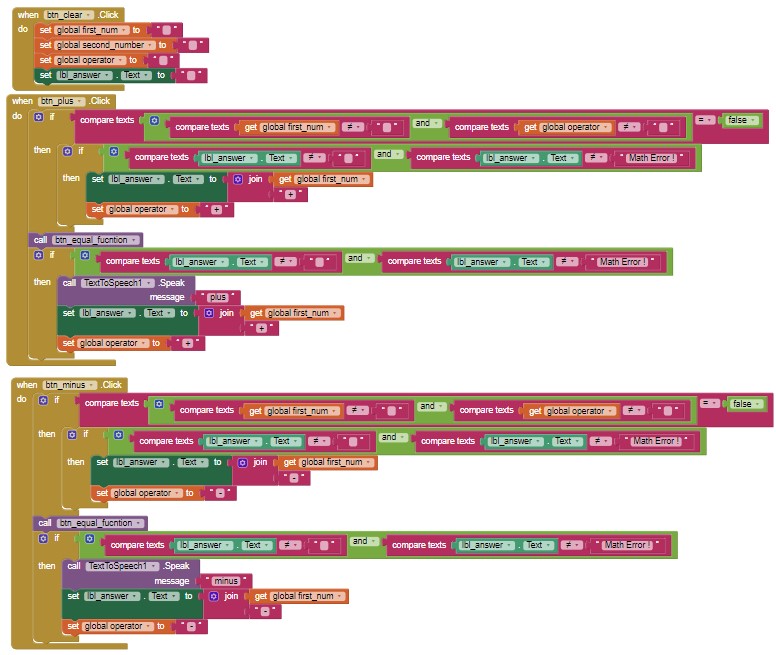 when btn_clear .Click
do set global first_num to " "
set global second_number to " "
set global operator to " "
set lbl_answer . Text to " "
when btn_plus .Click
do if compare texts compare texts get global first_num ≠ " " and compare texts get global operator ≠ " " = false
then if compare texts lbl_answer . Text ≠ " " and compare texts lbl_answer . Text ≠ " Math Error ! "
then set lbl_answer . Text to join get global first_num
" + "
set global operator to " + "
call btn_equal_fucntion
if compare texts lbl_answer . Text ≠ " " and compare texts lbl_answer . Text ≠ " Math Error ! "
then call TextToSpeech1 .Speak
message " plus "
set lbl_answer . Text to join get global first_num
" + "
set global operator to " + "
when btn_minus .Click
do if compare texts compare texts get global first_num ≠ " " and compare texts get global operator ≠ " " = false
then if compare texts lbl_answer . Text ≠ " " and compare texts lbl_answer . Text ≠ " Math Error ! "
then set lbl_answer . Text to join get global first_num
" - "
set global operator to " - "
call btn_equal_fucntion
if compare texts lbl_answer . Text ≠ " " and compare texts lbl_answer . Text ≠ " Math Error ! "
then call TextToSpeech1 .Speak
message " minus "
set lbl_answer . Text to join get global first_num
" - "
set global operator to " - "